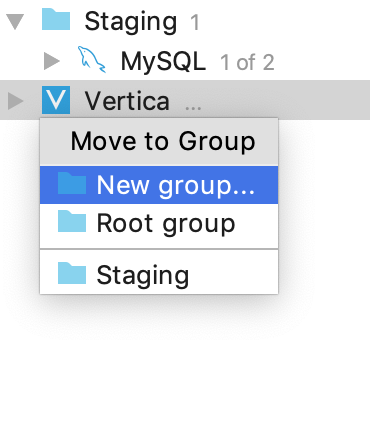 Staging 1
MySQL 1 of 2
Vertica ...
Move to Group
New group...
Root group
Staging